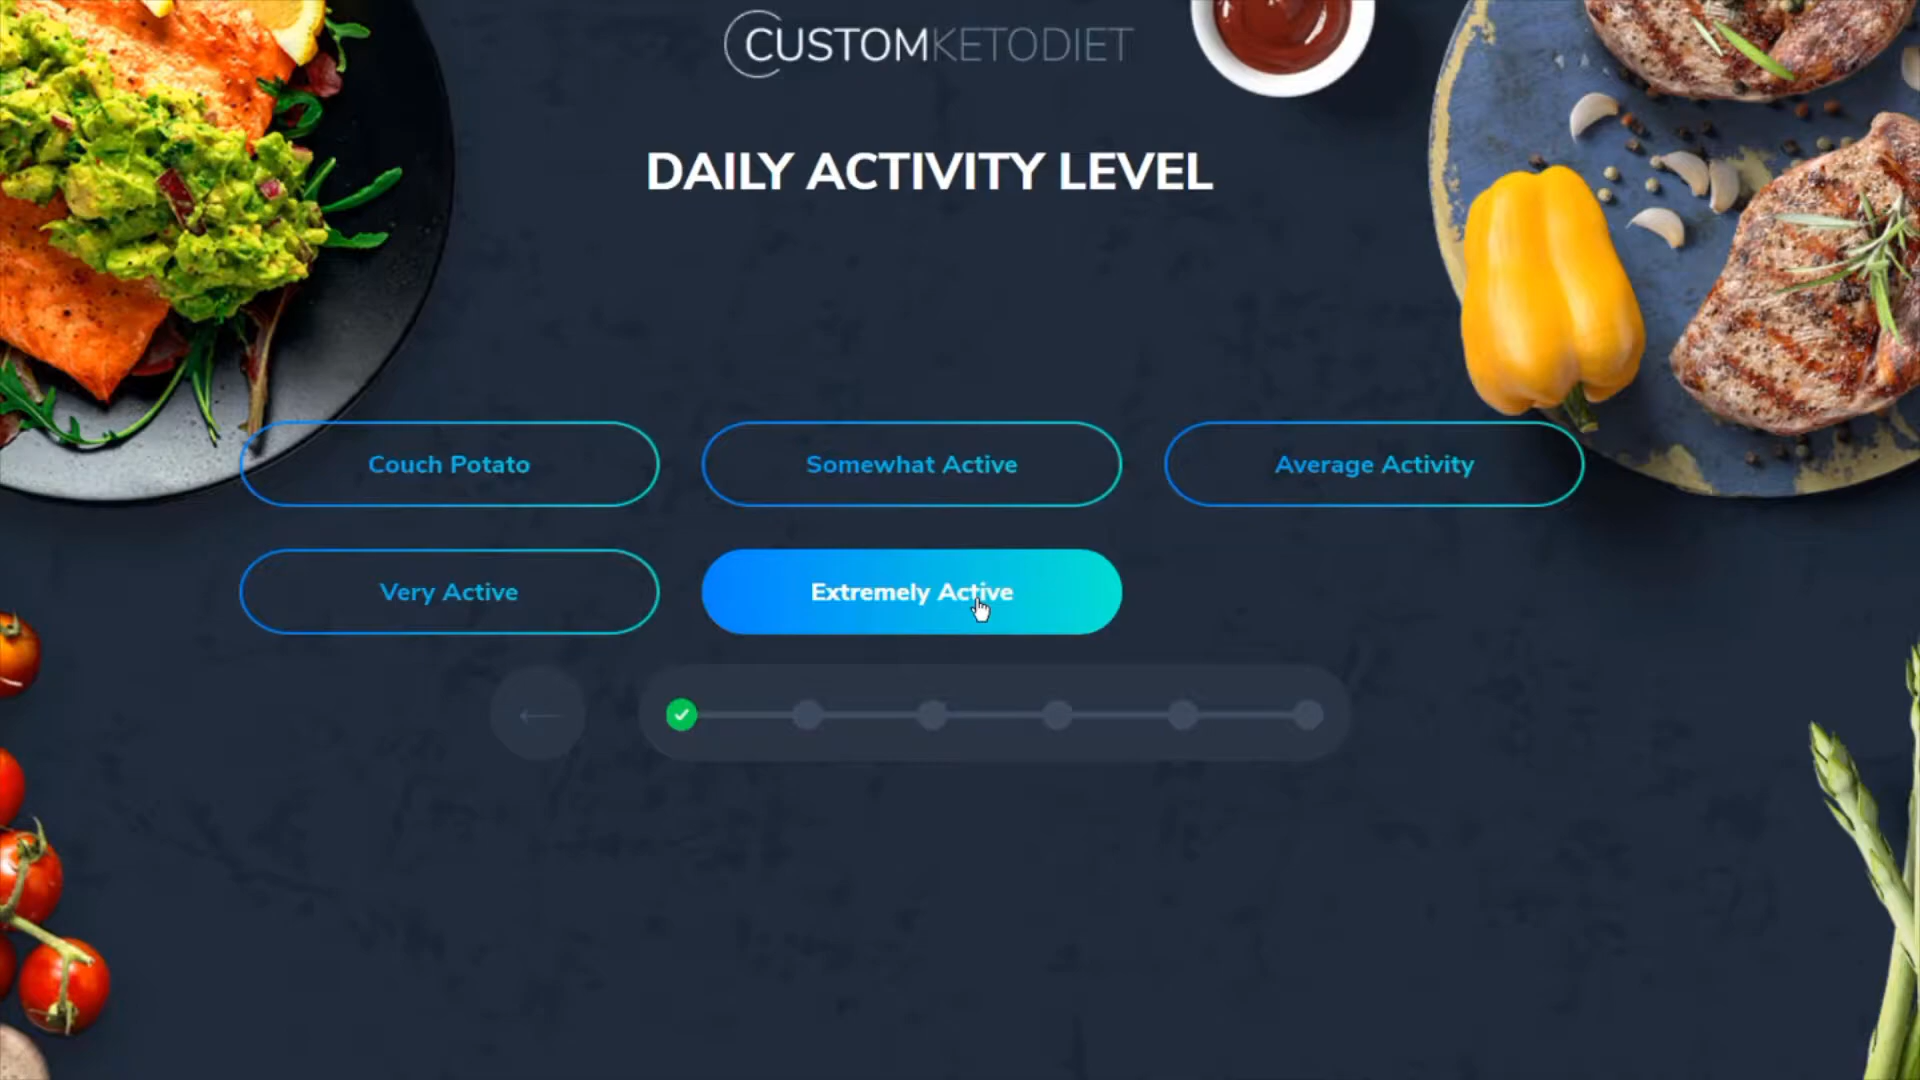 CUSTOMKETODIET
DAILY ACTIVITY LEVEL
Couch Potato
Somewhat Active
Average Activity
Very Active
Extremely Active